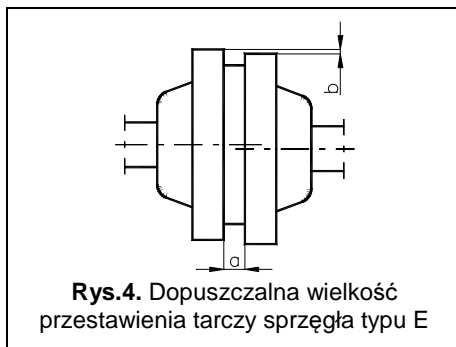 b
a
Rys.4. Dopuszczalna wielkość
przestawienia tarczy sprzęgła typu E